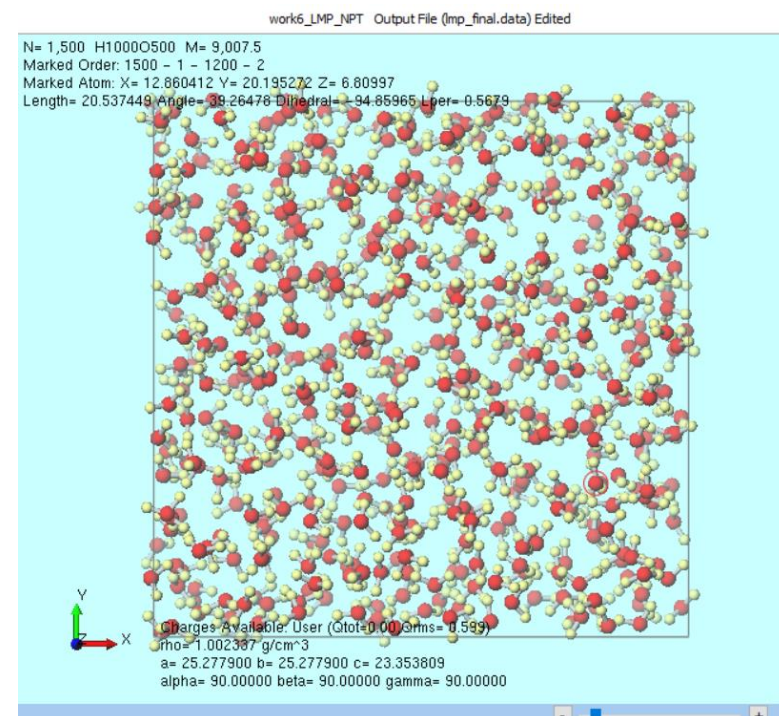 work6_LMP_NPT Output File (lmp_final.data) Edited
N= 1,500 H1000O500 M= 9,007.5
Marked Order: 1500 - 1 - 1200 - 2
Marked Atom: X= 12.860412 Y= 20.195272 Z= 6.80997
Length= 20.537449 Angle= 39.26478 Dihedral= -94.85965 Lper= 0.5679
Y
Z X
Charges Available: User (Qtot=0.00 Qrms= 0.599)
rho= 1.002337 g/cm^3
a= 25.277900 b= 25.277900 c= 23.353809
alpha= 90.00000 beta= 90.00000 gamma= 90.00000
- +